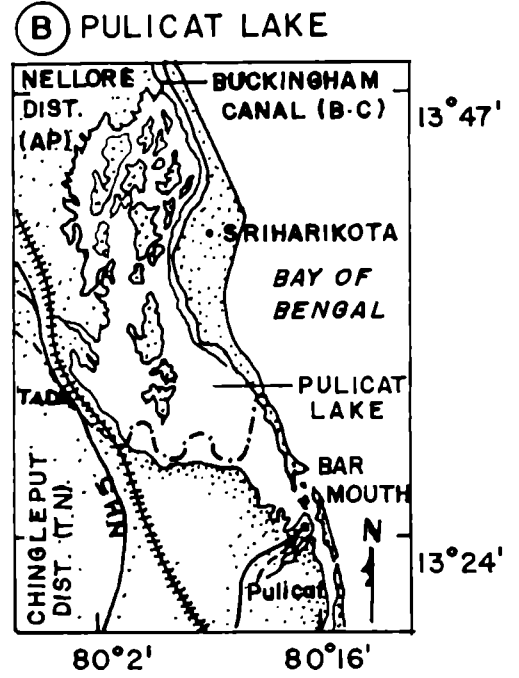 B PULICAT LAKE
NELLORE
DIST.
(AP)
BUCKINGHAM
CANAL (B·C)
13°47'
SRIHARIKOTA
BAY OF
BENGAL
PULICAT
LAKE
TADA
BAR
MOUTH
NH5
CHINGLEPUT
DIST. (T.N.)
N
13°24'
Pulicat
80°2'
80°16'